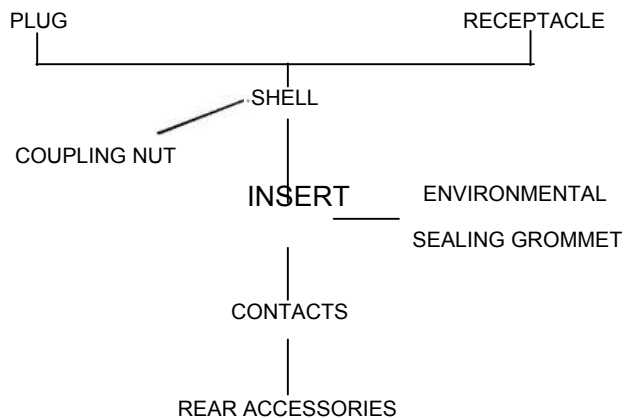 PLUG
RECEPTACLE
SHELL
COUPLING NUT
INSERT
ENVIRONMENTAL
SEALING GROMMET
CONTACTS
REAR ACCESSORIES